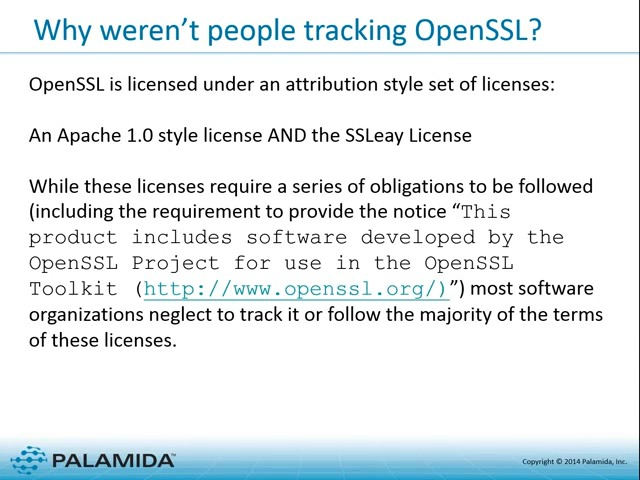 Why weren’t people tracking OpenSSL?
OpenSSL is licensed under an attribution style set of licenses:
An Apache 1.0 style license AND the SSLeay License
While these licenses require a series of obligations to be followed
(including the requirement to provide the notice “This
product includes software developed by the
OpenSSL Project for use in the OpenSSL
Toolkit (http://www.openssl.org/)”) most software
organizations neglect to track it or follow the majority of the terms
of these licenses.
PALAMIDA™
Copyright © 2014 Palamida, Inc.